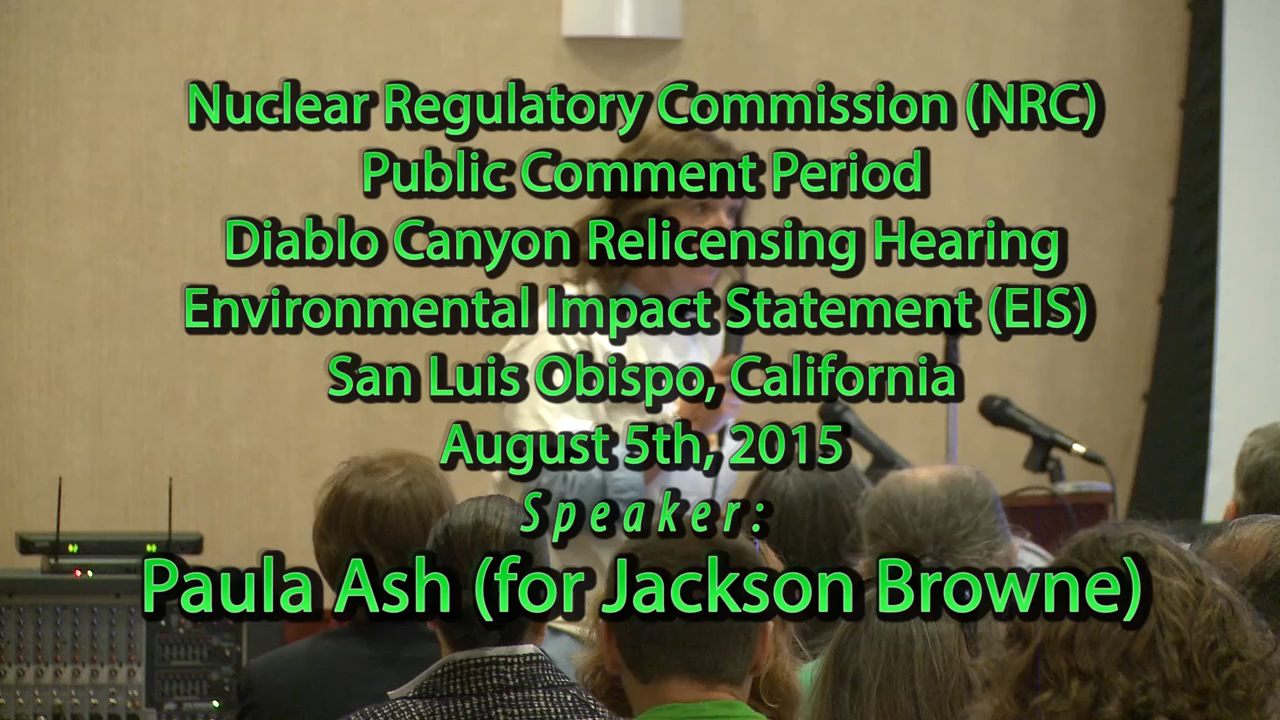 Nuclear Regulatory Commission (NRC)
Public Comment Period
Diablo Canyon Relicensing Hearing
Environmental Impact Statement (EIS)
San Luis Obispo, California
August 5th, 2015
Speaker:
Paula Ash (for Jackson Browne)